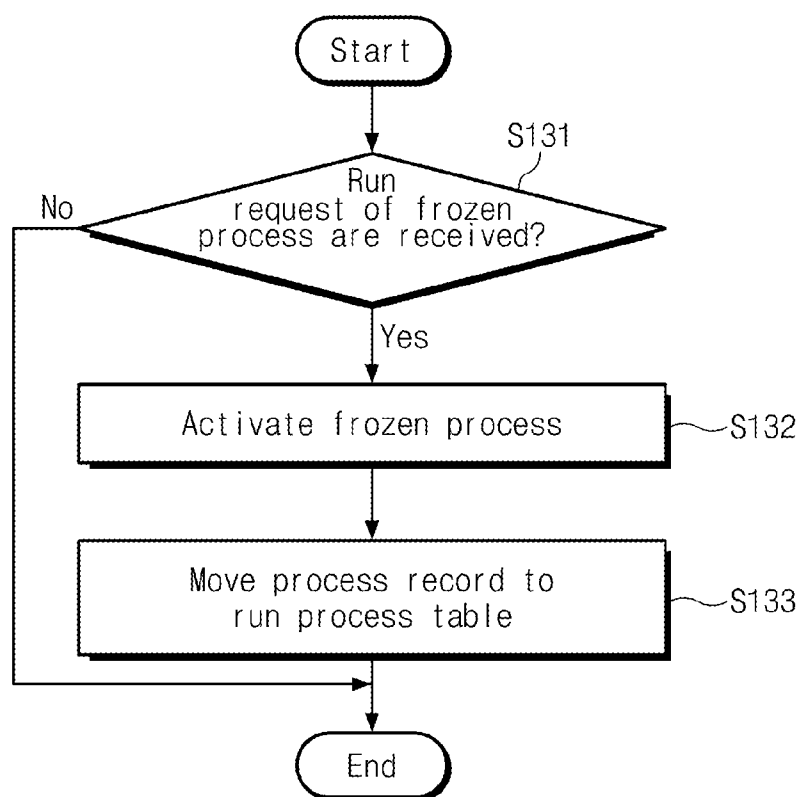 Start
S131
Run
request of frozen
process are received?
No
Yes
Activate frozen process
S132
Move process record to
run process table
S133
End